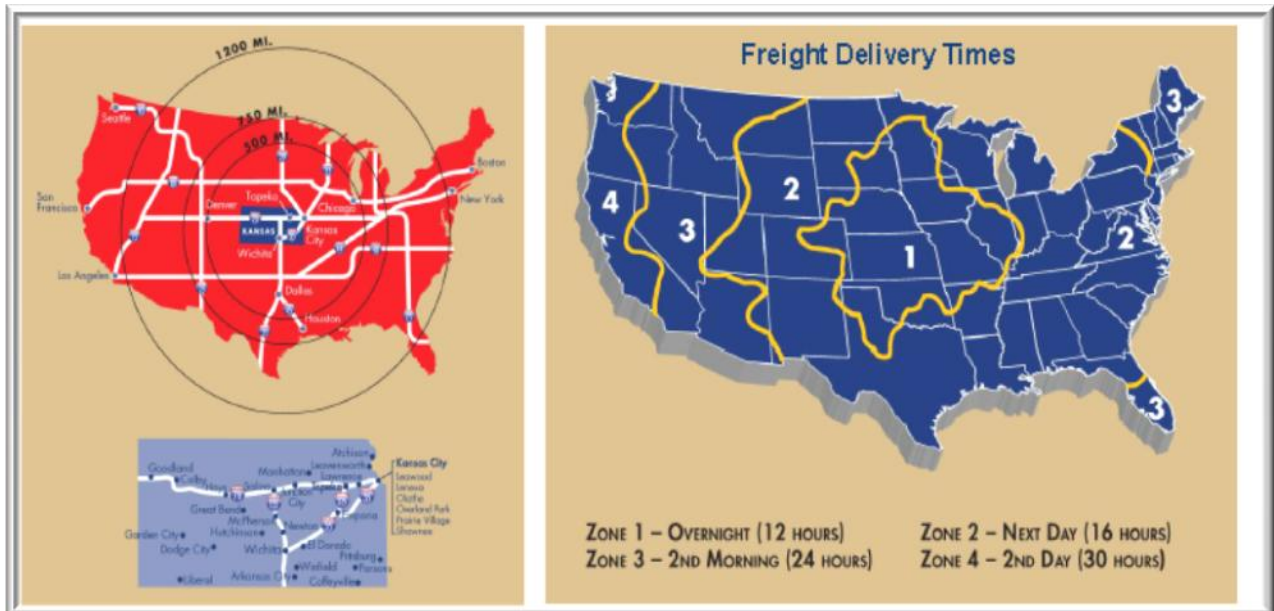 1200 MI.
750 MI.
500 MI.
Seattle
Boston
San
Francisco
New York
Topeka
Denver
Chicago
KANSAS
Kansas
City
Wichita
Los Angeles
Dallas
Houston
Atchison
Leavenworth
Kansas City
Goodland
Manhattan
Lawrence
Leawood
Colby
Lenexa
Hays
Salina
Topeka
Olathe
Junction
City
Overland Park
Great Bend
Emporia
Prairie Village
McPherson
Shawnee
Newton
Garden City
Hutchinson
Dodge City
Wichita
El Dorado
Pittsburg
Winfield
Parsons
Liberal
Arkansas City
Coffeyville
Freight Delivery Times
3
2
4
3
1
2
3
ZONE 1 – OVERNIGHT (12 HOURS)
ZONE 2 – NEXT DAY (16 HOURS)
ZONE 3 – 2ND MORNING (24 HOURS)
ZONE 4 – 2ND DAY (30 HOURS)